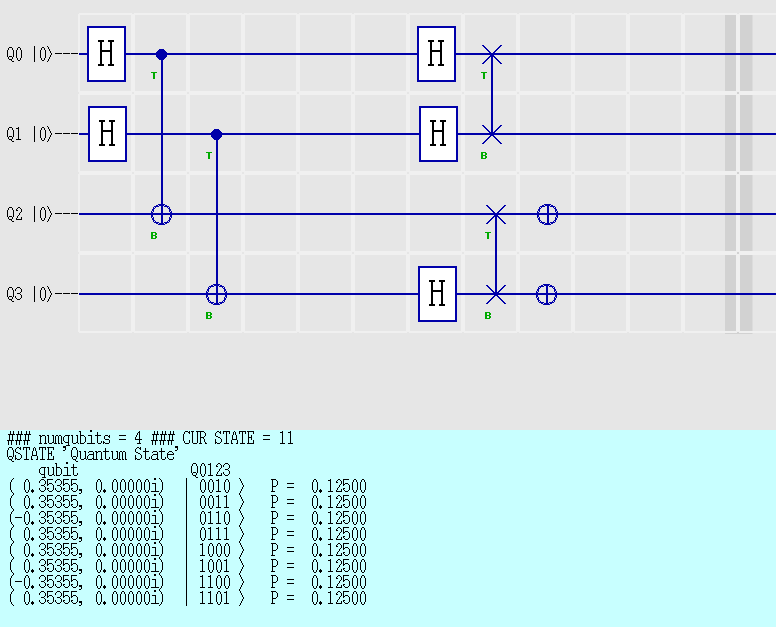 Q0 |0⟩--- H H
T T
Q1 |0⟩--- H H
T B
Q2 |0⟩---
B T
Q3 |0⟩--- H
B B
### numqubits = 4 ### CUR STATE = 11
QSTATE 'Quantum State'
qubit Q0123
( 0.35355, 0.00000i) | 0010 ⟩ P = 0.12500
( 0.35355, 0.00000i) | 0011 ⟩ P = 0.12500
(-0.35355, 0.00000i) | 0110 ⟩ P = 0.12500
( 0.35355, 0.00000i) | 0111 ⟩ P = 0.12500
( 0.35355, 0.00000i) | 1000 ⟩ P = 0.12500
( 0.35355, 0.00000i) | 1001 ⟩ P = 0.12500
(-0.35355, 0.00000i) | 1100 ⟩ P = 0.12500
( 0.35355, 0.00000i) | 1101 ⟩ P = 0.12500